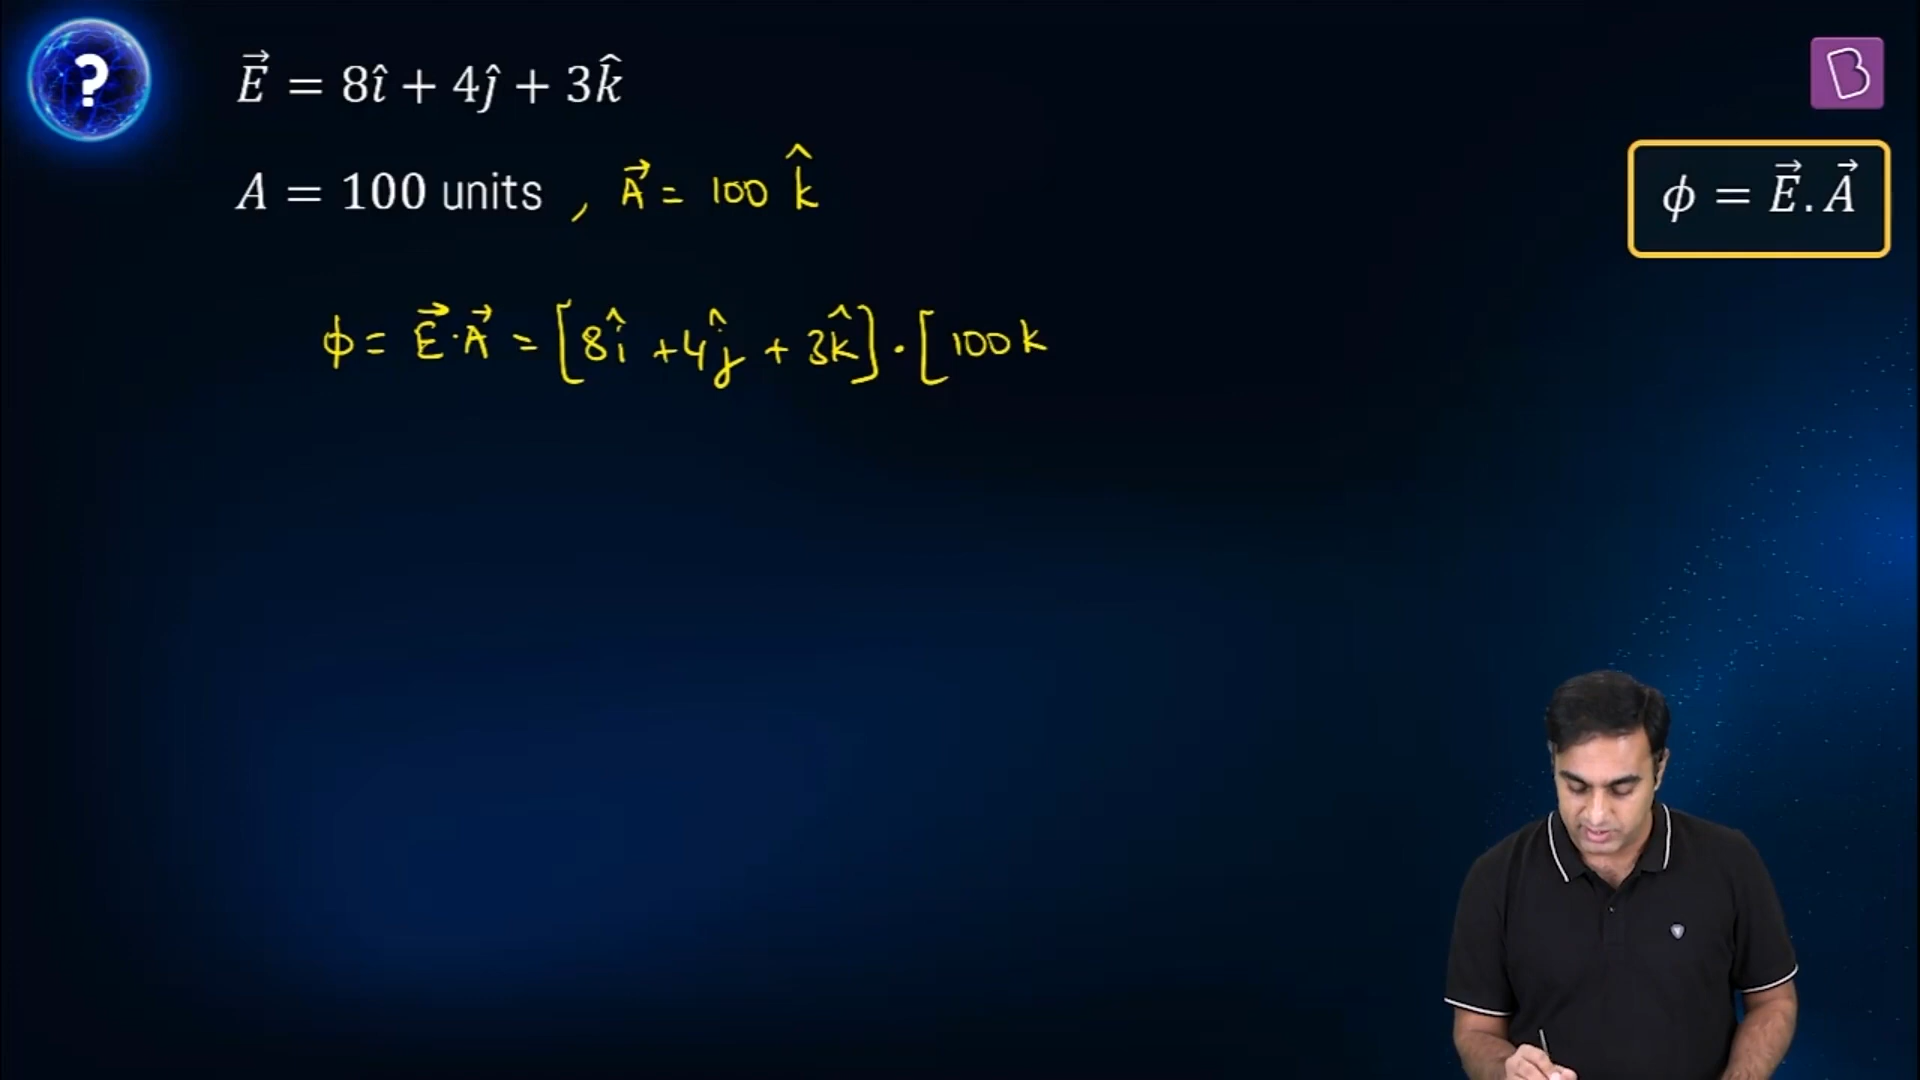 ?
E⃗ = 8î + 4ĵ + 3k̂
B
A = 100 units , A⃗ = 100 k̂
ϕ = E⃗ . A⃗
ϕ = E⃗ · A⃗ = [8î + 4ĵ + 3k̂] · [100 k